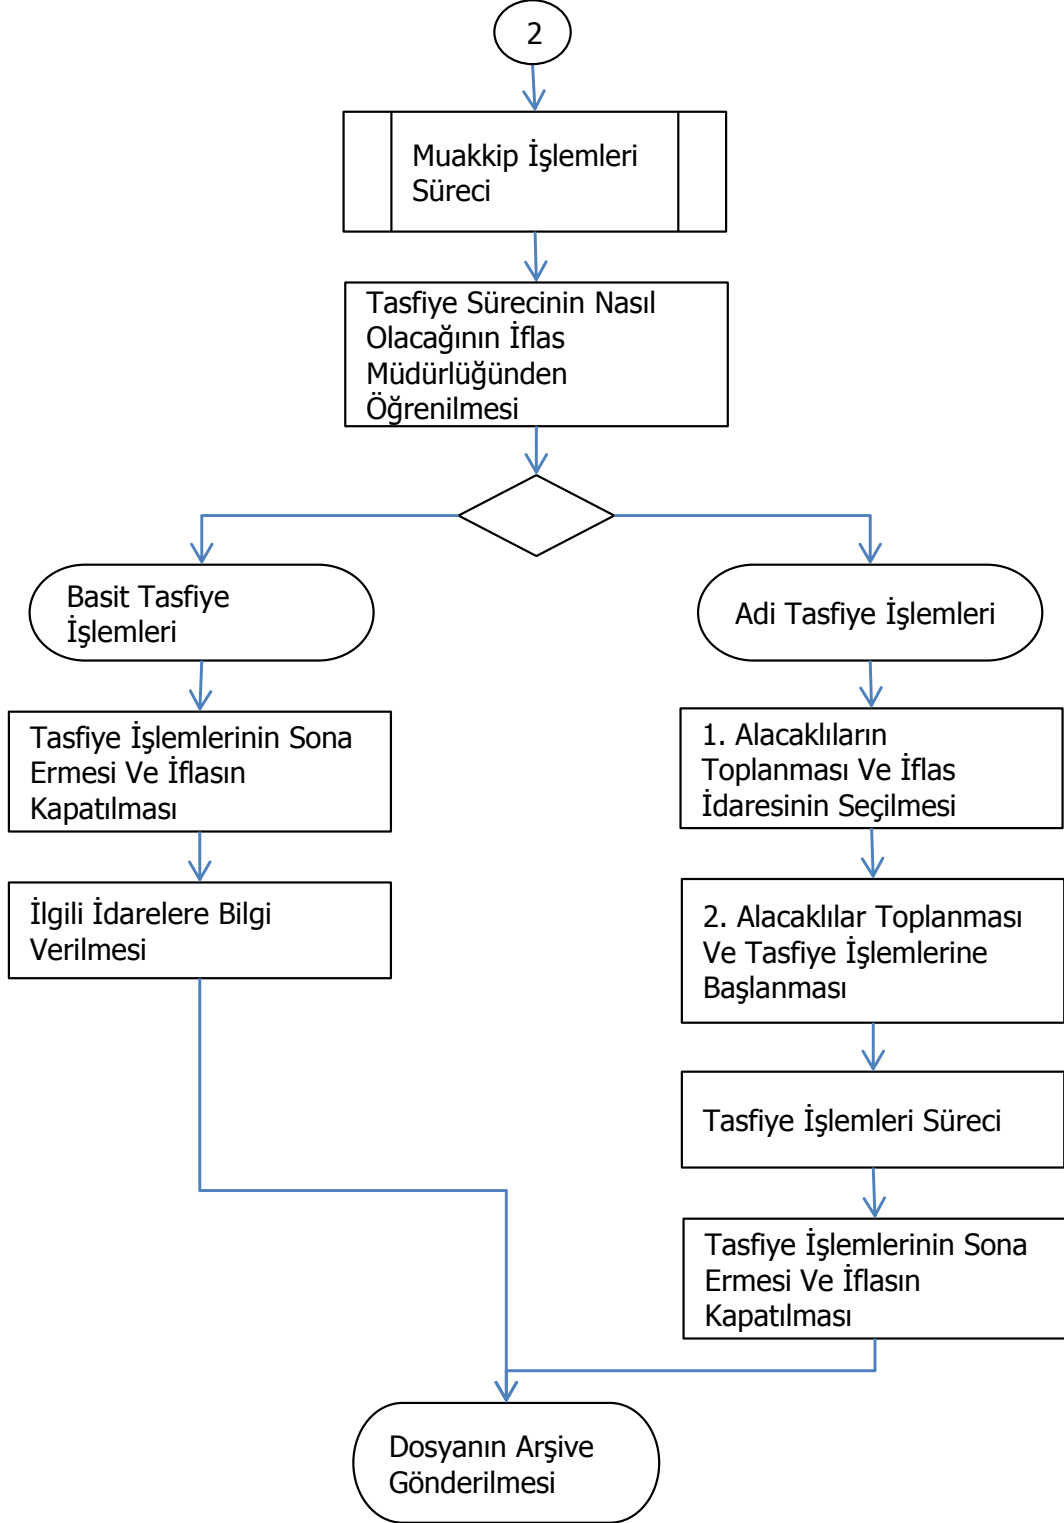 2
Muakkip İşlemleri
Süreci
Tasfiye Sürecinin Nasıl
Olacağının İflas
Müdürlüğünden
Öğrenilmesi
Basit Tasfiye
İşlemleri
Adi Tasfiye İşlemleri
Tasfiye İşlemlerinin Sona
Ermesi Ve İflasın
Kapatılması
1. Alacaklıların
Toplanması Ve İflas
İdaresinin Seçilmesi
İlgili İdarelere Bilgi
Verilmesi
2. Alacaklılar Toplanması
Ve Tasfiye İşlemlerine
Başlanması
Tasfiye İşlemleri Süreci
Tasfiye İşlemlerinin Sona
Ermesi Ve İflasın
Kapatılması
Dosyanın Arşive
Gönderilmesi